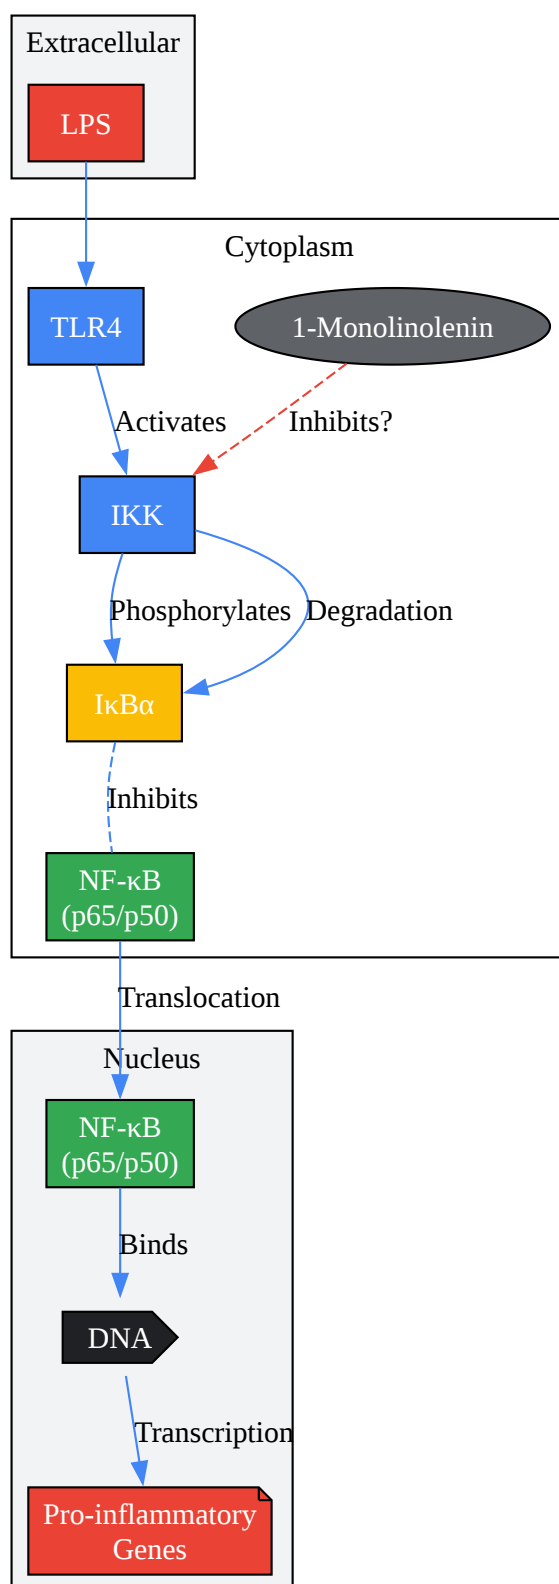 Extracellular
LPS
Cytoplasm
TLR4
1-Monolinolenin
Activates
Inhibits?
IKK
Phosphorylates
Degradation
IκBα
Inhibits
NF-κB
(p65/p50)
Translocation
Nucleus
NF-κB
(p65/p50)
Binds
DNA
Transcription
Pro-inflammatory
Genes